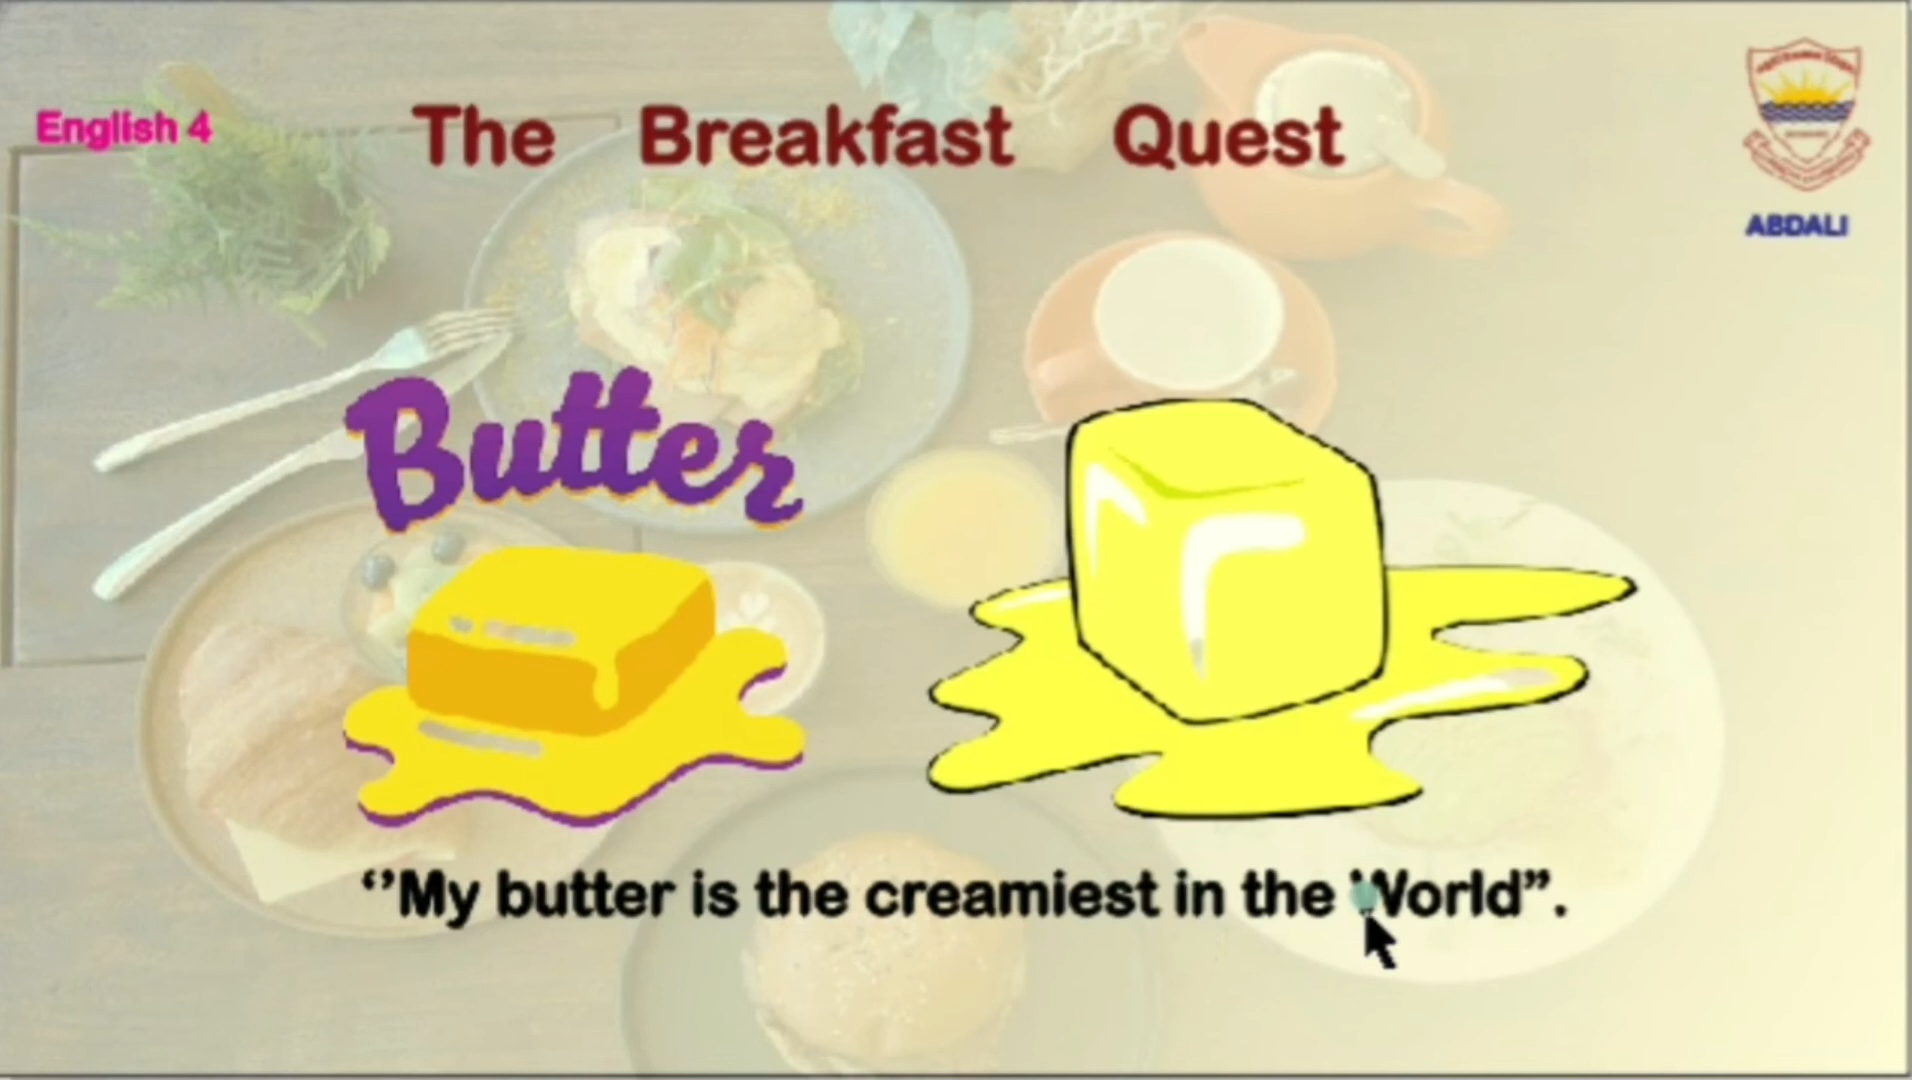 English 4
The Breakfast Quest
ABDALI
Butter
‘’My butter is the creamiest in the World”.